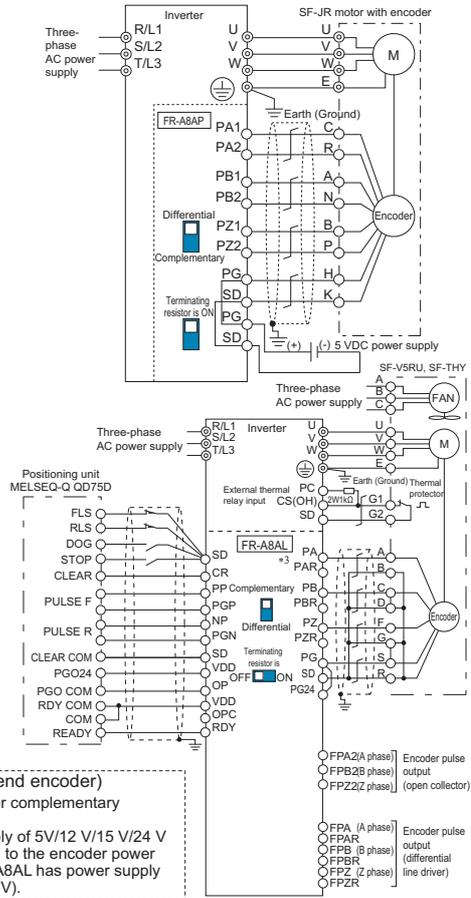 Inverter
SF-JR motor with encoder
Three-
phase
AC power
supply
R/L1
S/L2
T/L3
U
V
W
U
V
W
E
M
Earth (Ground)
FR-A8AP
PA1
PA2
PB1
PB2
PZ1
PZ2
PG
SD
PG
SD
C
R
A
N
B
P
H
K
Encoder
Differential
Complementary
Terminating
resistor is ON
(+)
(-)
5 VDC power supply
SF-V5RU, SF-THY
Three-phase
AC power supply
A
B
C
FAN
Three-phase
AC power supply
R/L1
S/L2
T/L3
Inverter
U
V
W
U
V
W
E
M
Earth (Ground)
Thermal
protector
External thermal
relay input
PC
CS(OH)
SD
2W1kΩ
G1
G2
Positioning unit
MELSEQ-Q QD75D
FLS
RLS
DOG
STOP
CLEAR
PULSE F
PULSE R
CLEAR COM
PGO24
PGO COM
RDY COM
COM
READY
SD
CR
PP
PGP
NP
PGN
SD
VDD
OP
VDD
OPC
RDY
FR-A8AL
*3
Complementary
Differential
Terminating
resistor is
OFF
ON
PA
PAR
PB
PBR
PZ
PZR
PG
SD
PG24
A
B
C
D
F
G
S
R
Encoder
FPA2(A phase)
FPB2(B phase)
FPZ2(Z phase)
Encoder pulse
output
(open collector)
FPA (A phase)
FPAR
FPB (B phase)
FPBR
FPZ (Z phase)
FPZR
Encoder pulse
output
(differential
line driver)
end encoder)
r complementary
ply of 5V/12 V/15 V/24 V
to the encoder power
A8AL has power supply
V).